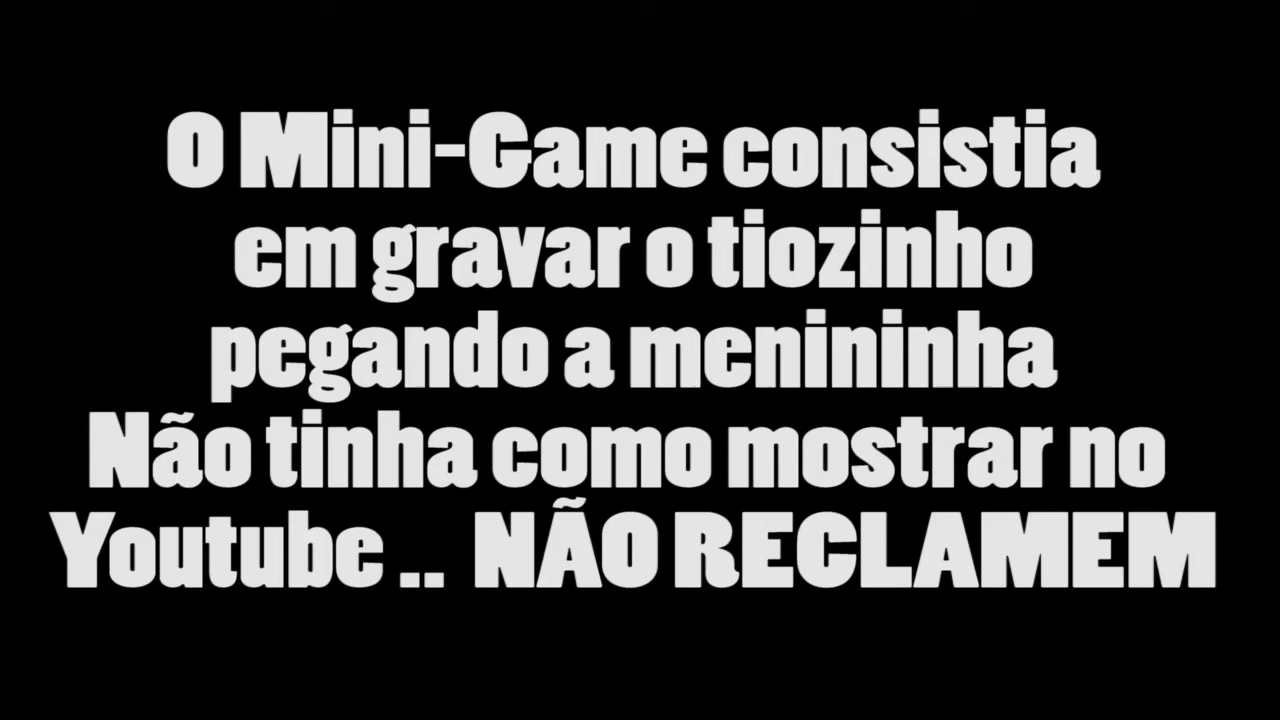 O Mini-Game consistia
em gravar o tiozinho
pegando a menininha
Não tinha como mostrar no
Youtube .. NÃO RECLAMEM